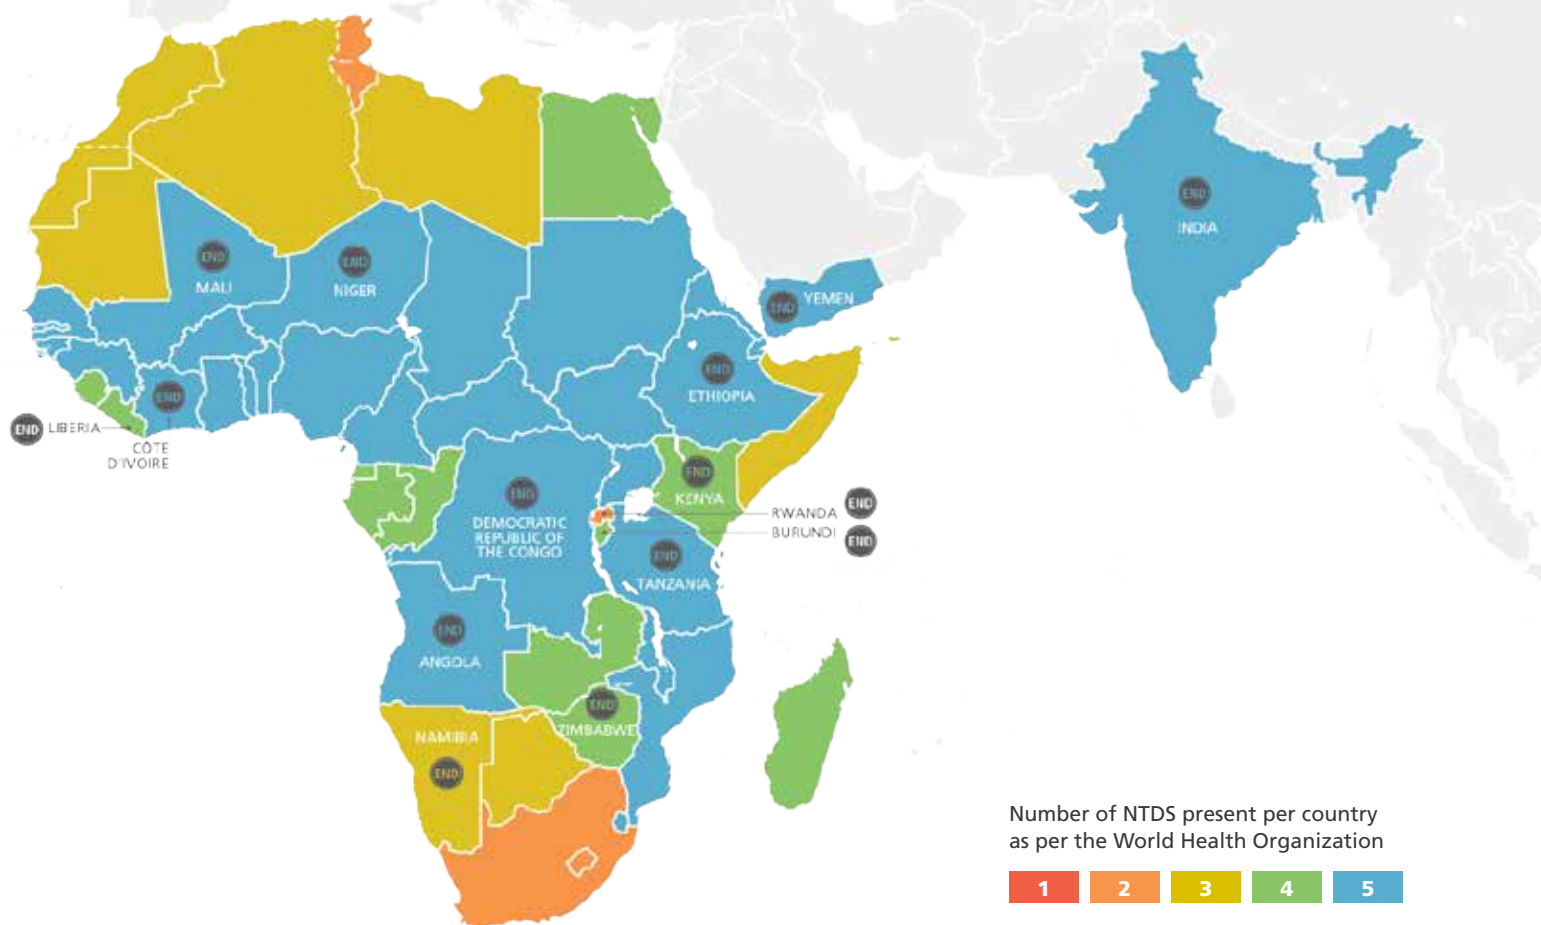 END
INDIA
END
MALI
END
NIGER
END
YEMEN
END
ETHIOPIA
END
END LIBERIA
CÔTE
D'IVOIRE
END
KENYA
END
DEMOCRATIC
REPUBLIC OF
THE CONGO
RWANDA END
BURUNDI END
END
TANZANIA
END
ANGOLA
END
ZIMBABWE
NAMIBIA
END
Number of NTDS present per country
as per the World Health Organization
1 2 3 4 5